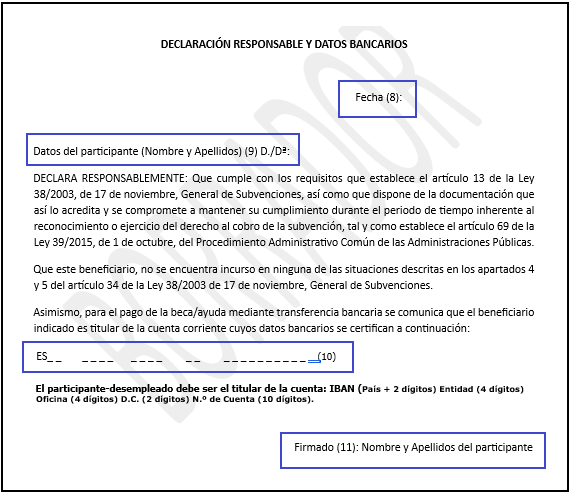 DECLARACIÓN RESPONSABLE Y DATOS BANCARIOS
Fecha (8):
Datos del participante (Nombre y Apellidos) (9) D./Dª:
DECLARA RESPONSABLEMENTE: Que cumple con los requisitos que establece el artículo 13 de la Ley
38/2003, de 17 de noviembre, General de Subvenciones, así como que dispone de la documentación que
así lo acredita y se compromete a mantener su cumplimiento durante el periodo de tiempo inherente al
reconocimiento o ejercicio del derecho al cobro de la subvención, tal y como establece el artículo 69 de la
Ley 39/2015, de 1 de octubre, del Procedimiento Administrativo Común de las Administraciones Públicas.
Que este beneficiario, no se encuentra incurso en ninguna de las situaciones descritas en los apartados 4
y 5 del artículo 34 de la Ley 38/2003 de 17 de noviembre, General de Subvenciones.
Asimismo, para el pago de la beca/ayuda mediante transferencia bancaria se comunica que el beneficiario
indicado es titular de la cuenta corriente cuyos datos bancarios se certifican a continuación:
ES_ _ _ _ _ _ _ _ _ _ _ _ _ _ _ _ _ _ _ _ _ _ (10)
El participante-desempleado debe ser el titular de la cuenta: IBAN (País + 2 dígitos) Entidad (4 dígitos)
Oficina (4 dígitos) D.C. (2 dígitos) N.º de Cuenta (10 dígitos).
Firmado (11): Nombre y Apellidos del participante
BORRADOR